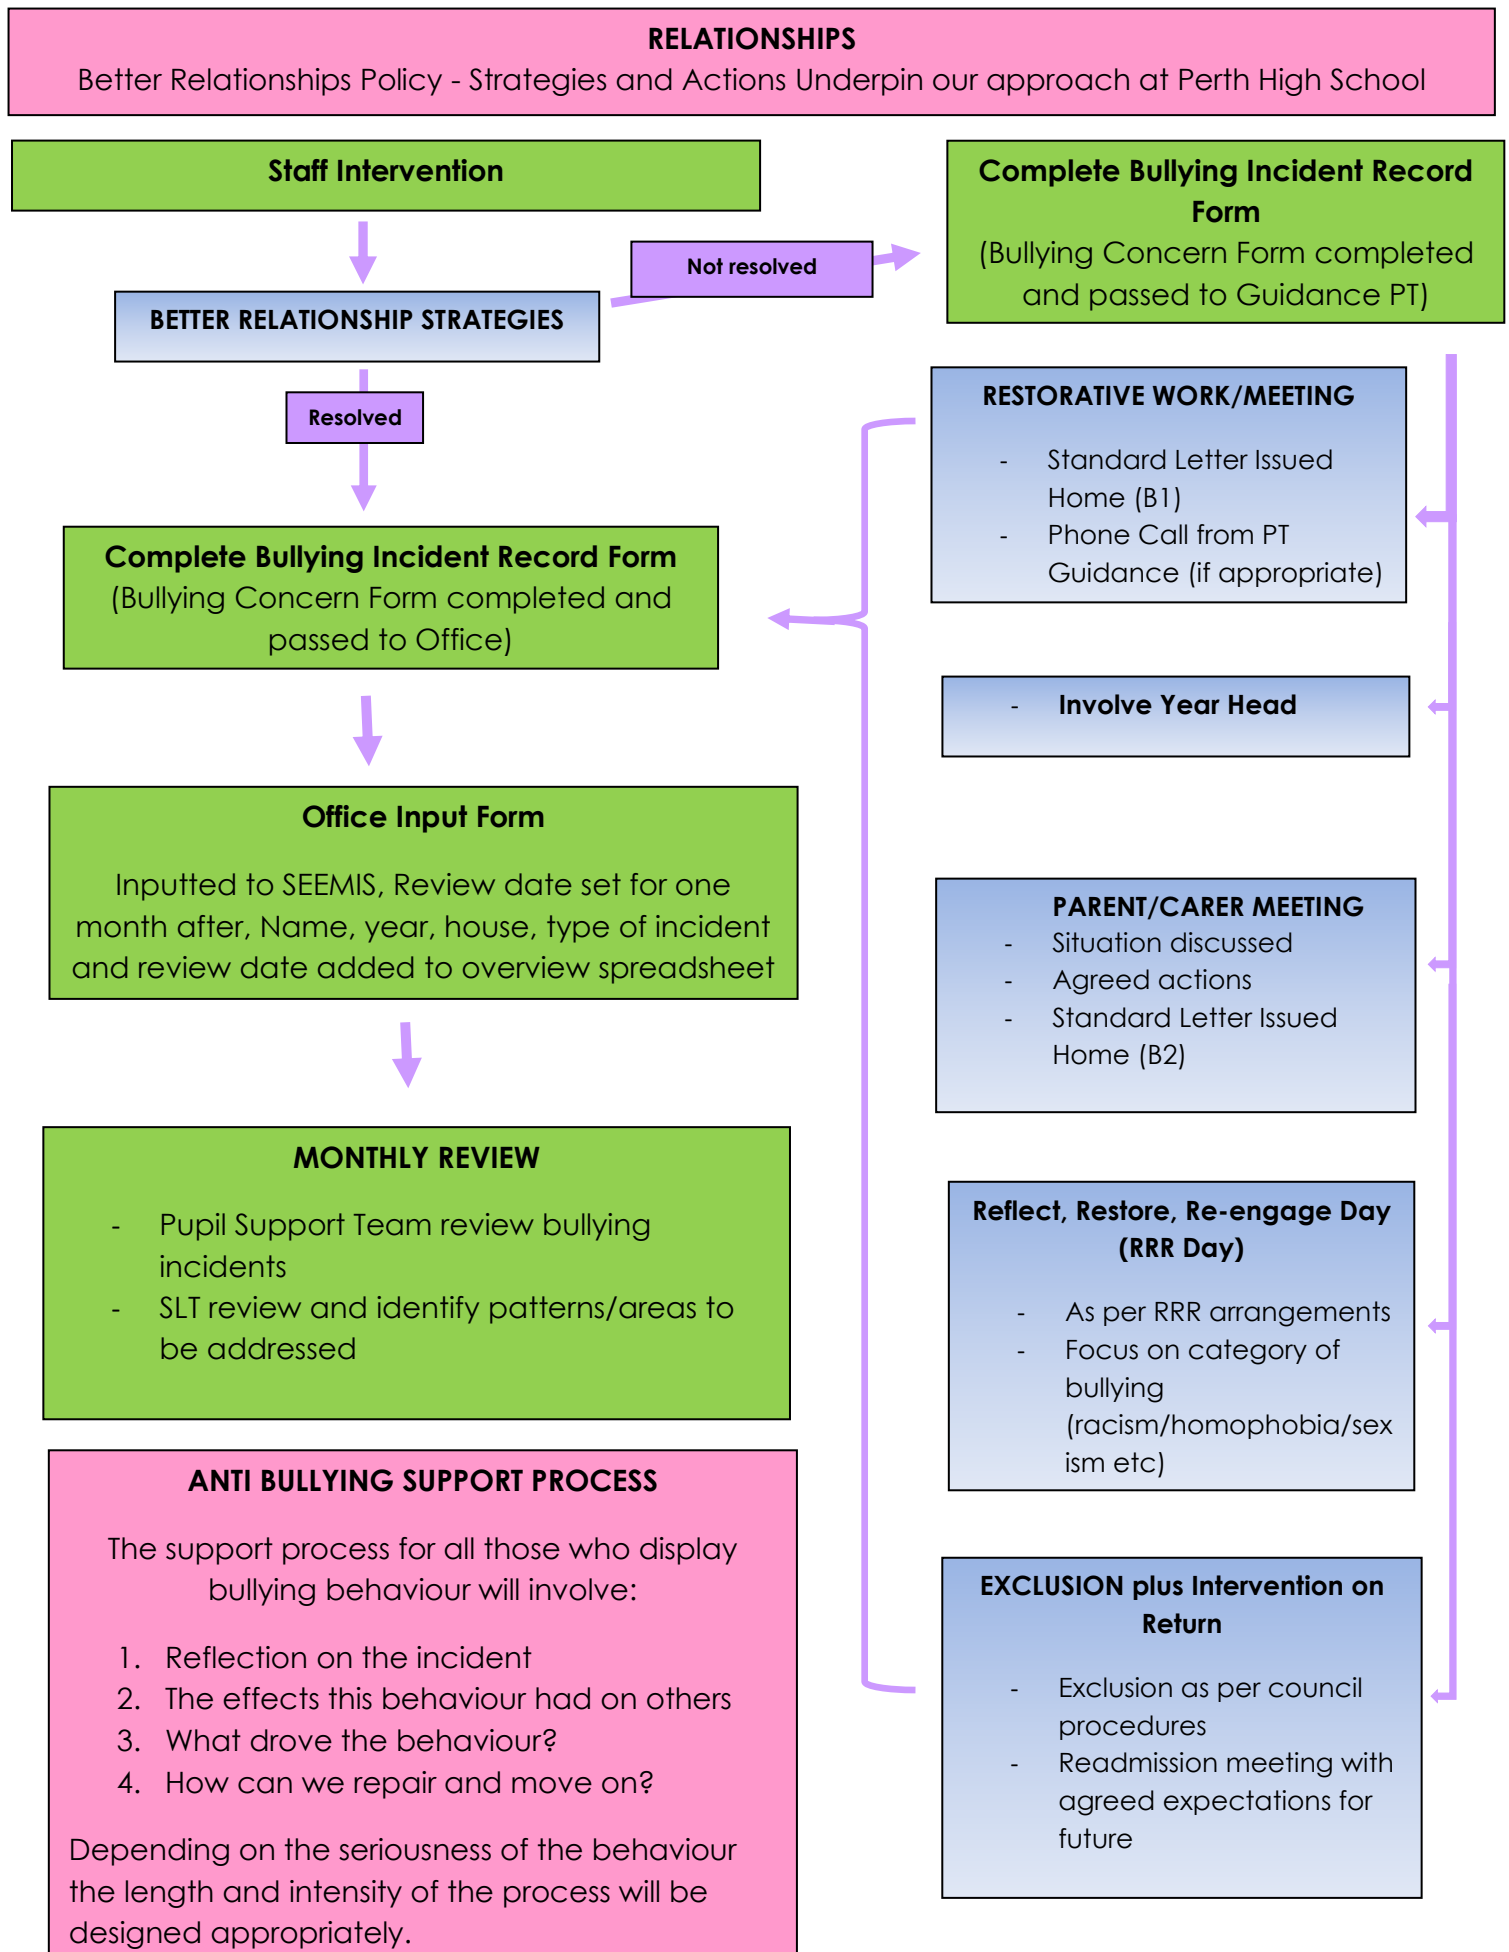 RELATIONSHIPS
Better Relationships Policy - Strategies and Actions Underpin our approach at Perth High School
Staff Intervention
BETTER RELATIONSHIP STRATEGIES
Not resolved
Resolved
Complete Bullying Incident Record Form
(Bullying Concern Form completed and
passed to Office)
Office Input Form
Inputted to SEEMIS, Review date set for one
month after, Name, year, house, type of incident
and review date added to overview spreadsheet
MONTHLY REVIEW
- Pupil Support Team review bullying
incidents
- SLT review and identify patterns/areas to
be addressed
ANTI BULLYING SUPPORT PROCESS
The support process for all those who display
bullying behaviour will involve:
1. Reflection on the incident
2. The effects this behaviour had on others
3. What drove the behaviour?
4. How can we repair and move on?
Depending on the seriousness of the behaviour
the length and intensity of the process will be
designed appropriately.
Complete Bullying Incident Record
Form
(Bullying Concern Form completed
and passed to Guidance PT)
RESTORATIVE WORK/MEETING
- Standard Letter Issued
Home (B1)
- Phone Call from PT
Guidance (if appropriate)
- Involve Year Head
PARENT/CARER MEETING
- Situation discussed
- Agreed actions
- Standard Letter Issued
Home (B2)
Reflect, Restore, Re-engage Day
(RRR Day)
- As per RRR arrangements
- Focus on category of
bullying
(racism/homophobia/sex
ism etc)
EXCLUSION plus Intervention on
Return
- Exclusion as per council
procedures
- Readmission meeting with
agreed expectations for
future